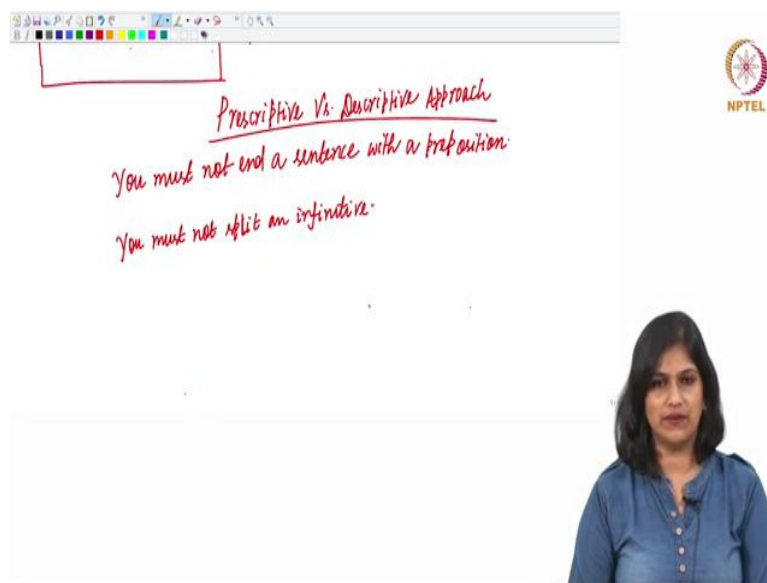 Prescriptive Vs. Descriptive Approach
You must not end a sentence with a preposition.
You must not split an infinitive.
NPTEL